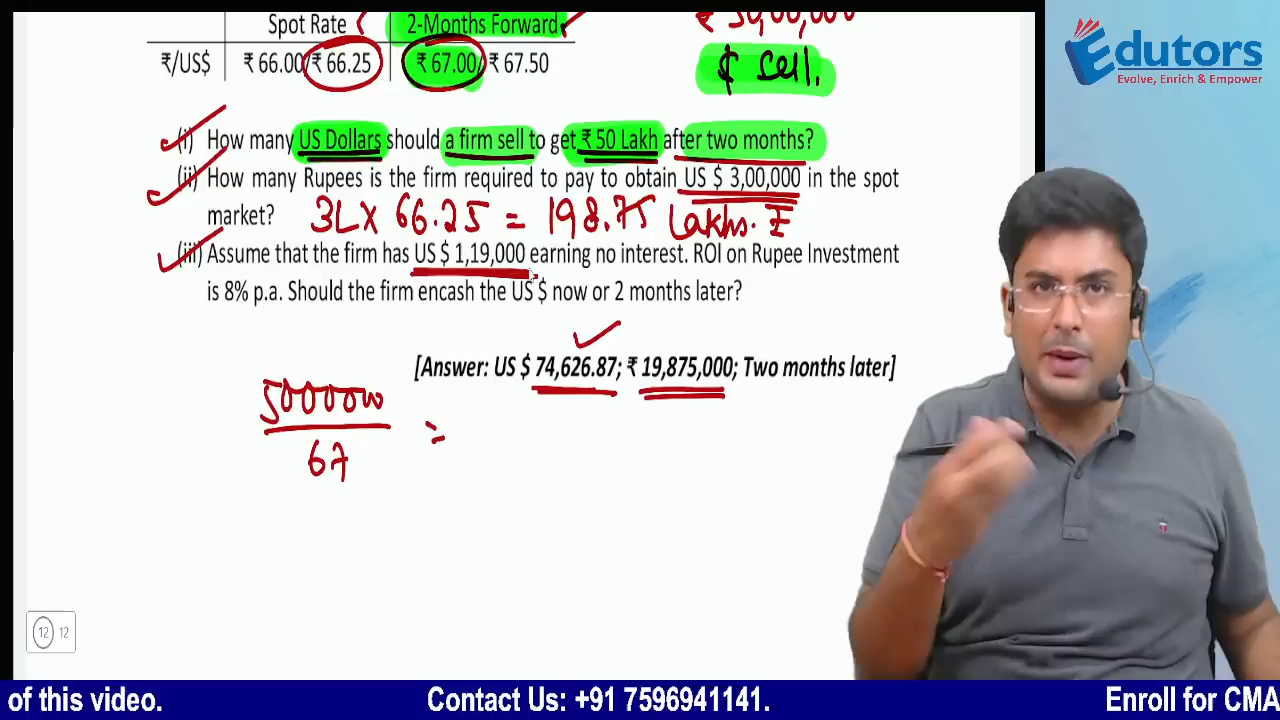 Spot Rate
2-Months Forward
Edutors
Evolve, Enrich & Empower
₹/US$ ₹ 66.00/₹ 66.25 ₹ 67.00/ ₹ 67.50
$ sell.
(i) How many US Dollars should a firm sell to get ₹ 50 Lakh after two months?
(ii) How many Rupees is the firm required to pay to obtain US $ 3,00,000 in the spot
market? 3L X 66.25 = 198.75 Lakhs. ₹
(iii) Assume that the firm has US $ 1,19,000 earning no interest. ROI on Rupee Investment
is 8% p.a. Should the firm encash the US $ now or 2 months later?
[Answer: US $ 74,626.87; ₹ 19,875,000; Two months later]
5000000
67
=
12 12
of this video. Contact Us: +91 7596941141. Enroll for CMA